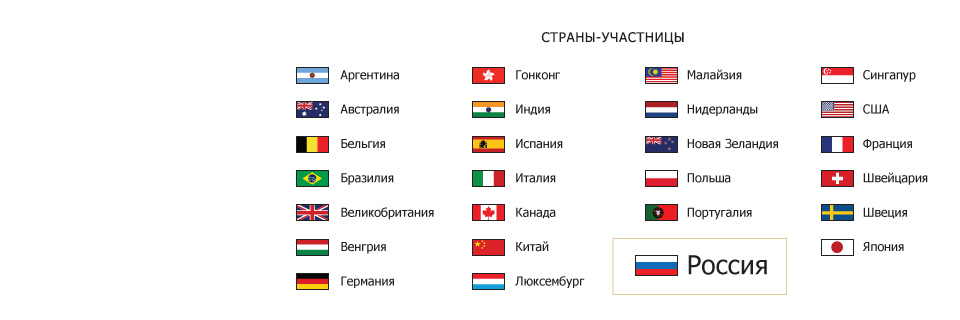 СТРАНЫ-УЧАСТНИЦЫ
Аргентина
Австралия
Бельгия
Бразилия
Великобритания
Венгрия
Германия
Гонконг
Индия
Испания
Италия
Канада
Китай
Люксембург
Малайзия
Нидерланды
Новая Зеландия
Польша
Португалия
Россия
Сингапур
США
Франция
Швейцария
Швеция
Япония